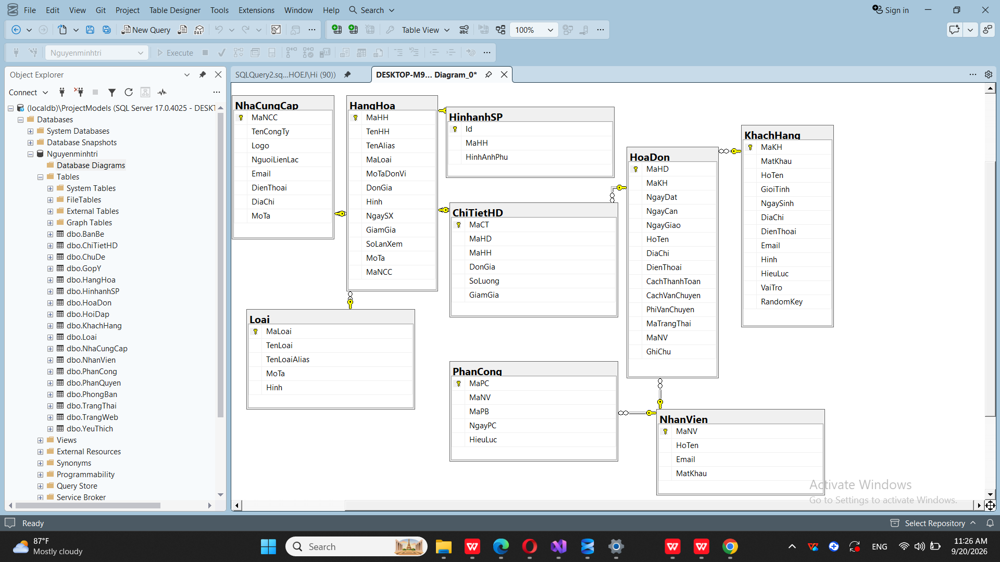 File Edit View Git Project Table Designer Tools Extensions Window Help Search Sign in
New Query Table View 100%
Nguyenminhtri Execute
Object Explorer
Connect
(localdb)\ProjectModels (SQL Server 17.0.4025 - DESKT
Databases
System Databases
Database Snapshots
Nguyenminhtri
Database Diagrams
Tables
System Tables
FileTables
External Tables
Graph Tables
dbo.BanBe
dbo.ChiTietHD
dbo.ChuDe
dbo.GopY
dbo.HangHoa
dbo.HinhanhSP
dbo.HoaDon
dbo.HoiDap
dbo.KhachHang
dbo.Loai
dbo.NhaCungCap
dbo.NhanVien
dbo.PhanCong
dbo.PhanQuyen
dbo.PhongBan
dbo.TrangThai
dbo.TrangWeb
dbo.YeuThich
Views
External Resources
Synonyms
Programmability
Query Store
Service Broker
SQLQuery2.sq...HOEJ\Hi (90))
DESKTOP-M9... Diagram_0*
NhaCungCap
MaNCC
TenCongTy
Logo
NguoiLienLac
Email
DienThoai
DiaChi
MoTa
HangHoa
MaHH
TenHH
TenAlias
MaLoai
MoTaDonVi
DonGia
Hinh
NgaySX
GiamGia
SoLanXem
MoTa
MaNCC
HinhanhSP
Id
MaHH
HinhAnhPhu
ChiTietHD
MaCT
MaHD
MaHH
DonGia
SoLuong
GiamGia
HoaDon
MaHD
MaKH
NgayDat
NgayCan
NgayGiao
HoTen
DiaChi
DienThoai
CachThanhToan
CachVanChuyen
PhiVanChuyen
MaTrangThai
MaNV
GhiChu
KhachHang
MaKH
MatKhau
HoTen
GioiTinh
NgaySinh
DiaChi
DienThoai
Email
Hinh
HieuLuc
VaiTro
RandomKey
Loai
MaLoai
TenLoai
TenLoaiAlias
MoTa
Hinh
PhanCong
MaPC
MaNV
MaPB
NgayPC
HieuLuc
NhanVien
MaNV
HoTen
Email
MatKhau
Activate Windows
Go to Settings to activate Windows.
Ready
Select Repository
87°F
Mostly cloudy
Search
ENG
11:26 AM
9/20/2026